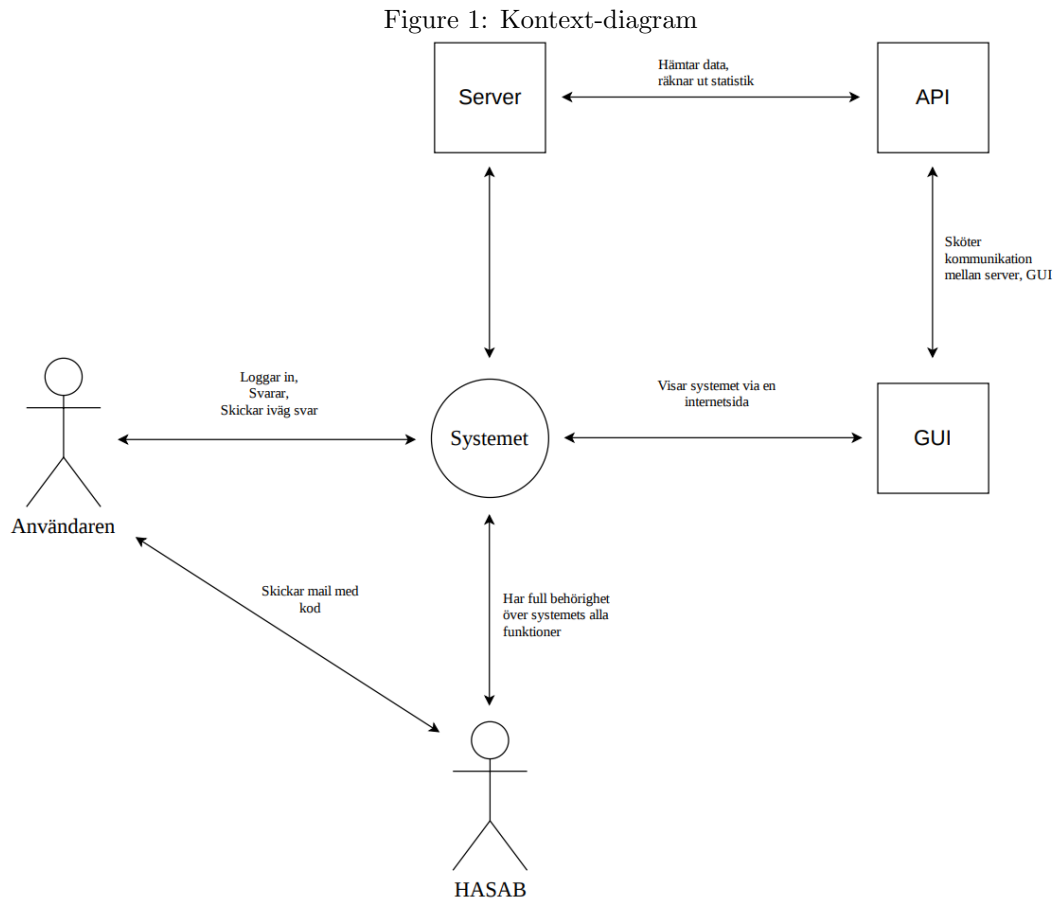 Figure 1: Kontext-diagram
Hämtar data,
räknar ut statistik
Server
API
Sköter
kommunikation
mellan server, GUI
Loggar in,
Svarar,
Skickar iväg svar
Visar systemet via en
internetsida
Systemet
GUI
Användaren
Skickar mail med
kod
Har full behörighet
över systemets alla
funktioner
HASAB